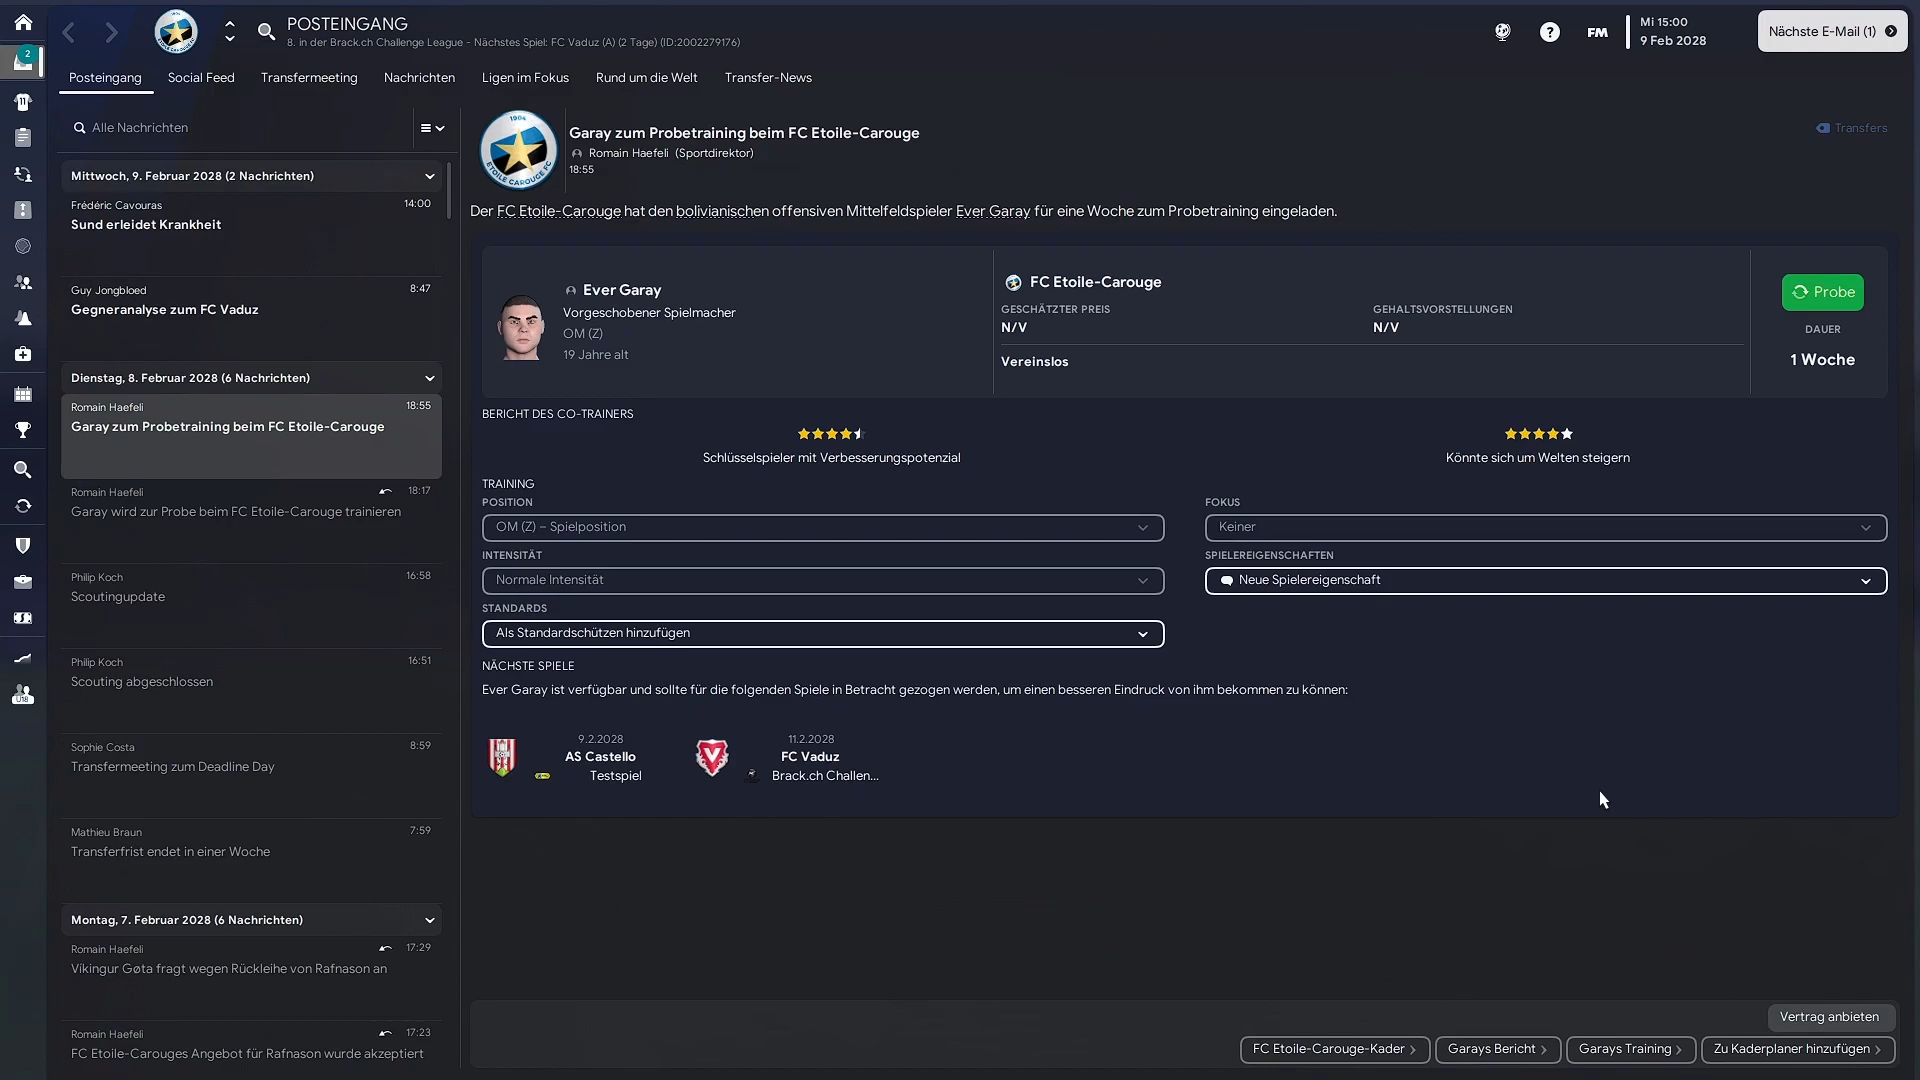 POSTEINGANG
8. in der Brack.ch Challenge League - Nächstes Spiel: FC Vaduz (A) (2 Tage) (ID:2002279176)
FM
Mi 15:00
9 Feb 2028
Nächste E-Mail (1)
2
Posteingang
Social Feed
Transfermeeting
Nachrichten
Ligen im Fokus
Rund um die Welt
Transfer-News
Alle Nachrichten
Mittwoch, 9. Februar 2028 (2 Nachrichten)
Frédéric Cavouras 14:00
Sund erleidet Krankheit
Guy Jongbloed 8:47
Gegneranalyse zum FC Vaduz
Dienstag, 8. Februar 2028 (6 Nachrichten)
Romain Haefeli 18:55
Garay zum Probetraining beim FC Etoile-Carouge
Romain Haefeli 18:17
Garay wird zur Probe beim FC Etoile-Carouge trainieren
Philip Koch 16:58
Scoutingupdate
Philip Koch 16:51
Scouting abgeschlossen
Sophie Costa 8:59
Transfermeeting zum Deadline Day
Mathieu Braun 7:59
Transferfrist endet in einer Woche
Montag, 7. Februar 2028 (6 Nachrichten)
Romain Haefeli 17:29
Víkingur Gøta fragt wegen Rückleihe von Rafnason an
Romain Haefeli 17:23
FC Etoile-Carouges Angebot für Rafnason wurde akzeptiert
U18
1904
ETOILE CAROUGE FC
Garay zum Probetraining beim FC Etoile-Carouge
Romain Haefeli (Sportdirektor)
18:55
Transfers
Der FC Etoile-Carouge hat den bolivianischen offensiven Mittelfeldspieler Ever Garay für eine Woche zum Probetraining eingeladen.
Ever Garay
Vorgeschobener Spielmacher
OM (Z)
19 Jahre alt
FC Etoile-Carouge
GESCHÄTZTER PREIS
N/V
GEHALTSVORSTELLUNGEN
N/V
Vereinslos
Probe
DAUER
1 Woche
BERICHT DES CO-TRAINERS
Schlüsselspieler mit Verbesserungspotenzial
Könnte sich um Welten steigern
TRAINING
POSITION
OM (Z) – Spielposition
FOKUS
Keiner
INTENSITÄT
Normale Intensität
SPIELEREIGENSCHAFTEN
Neue Spielereigenschaft
STANDARDS
Als Standardschützen hinzufügen
NÄCHSTE SPIELE
Ever Garay ist verfügbar und sollte für die folgenden Spiele in Betracht gezogen werden, um einen besseren Eindruck von ihm bekommen zu können:
9.2.2028
AS Castello
Testspiel
11.2.2028
FC Vaduz
Brack.ch Challen...
Vertrag anbieten
FC Etoile-Carouge-Kader
Garays Bericht
Garays Training
Zu Kaderplaner hinzufügen